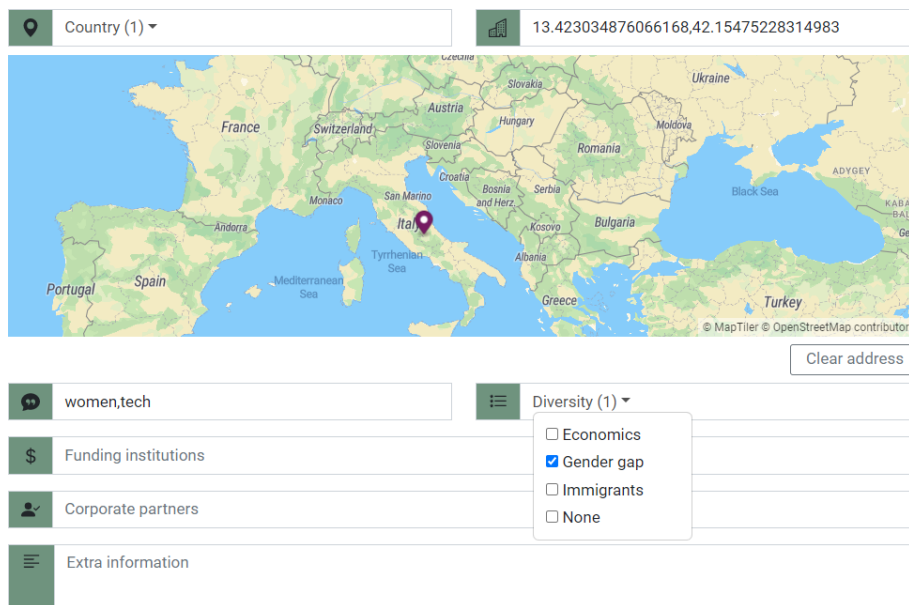 Country (1)
13.423034876066168,42.15475228314983
Czechia
Slovakia
Ukraine
Austria
France
Switzerland
Hungary
Moldova
Slovenia
Romania
Croatia
ADYGEY
San Marino
Bosnia
and Herz.
Serbia
Black Sea
Monaco
Andorra
Italy
Kosovo
Bulgaria
Tyrrhenian
Sea
Albania
Portugal
Spain
Mediterranean
Sea
Greece
Turkey
© MapTiler © OpenStreetMap contributor
Clear address
women,tech
Diversity (1)
Economics
Funding institutions
Gender gap
Immigrants
Corporate partners
None
Extra information